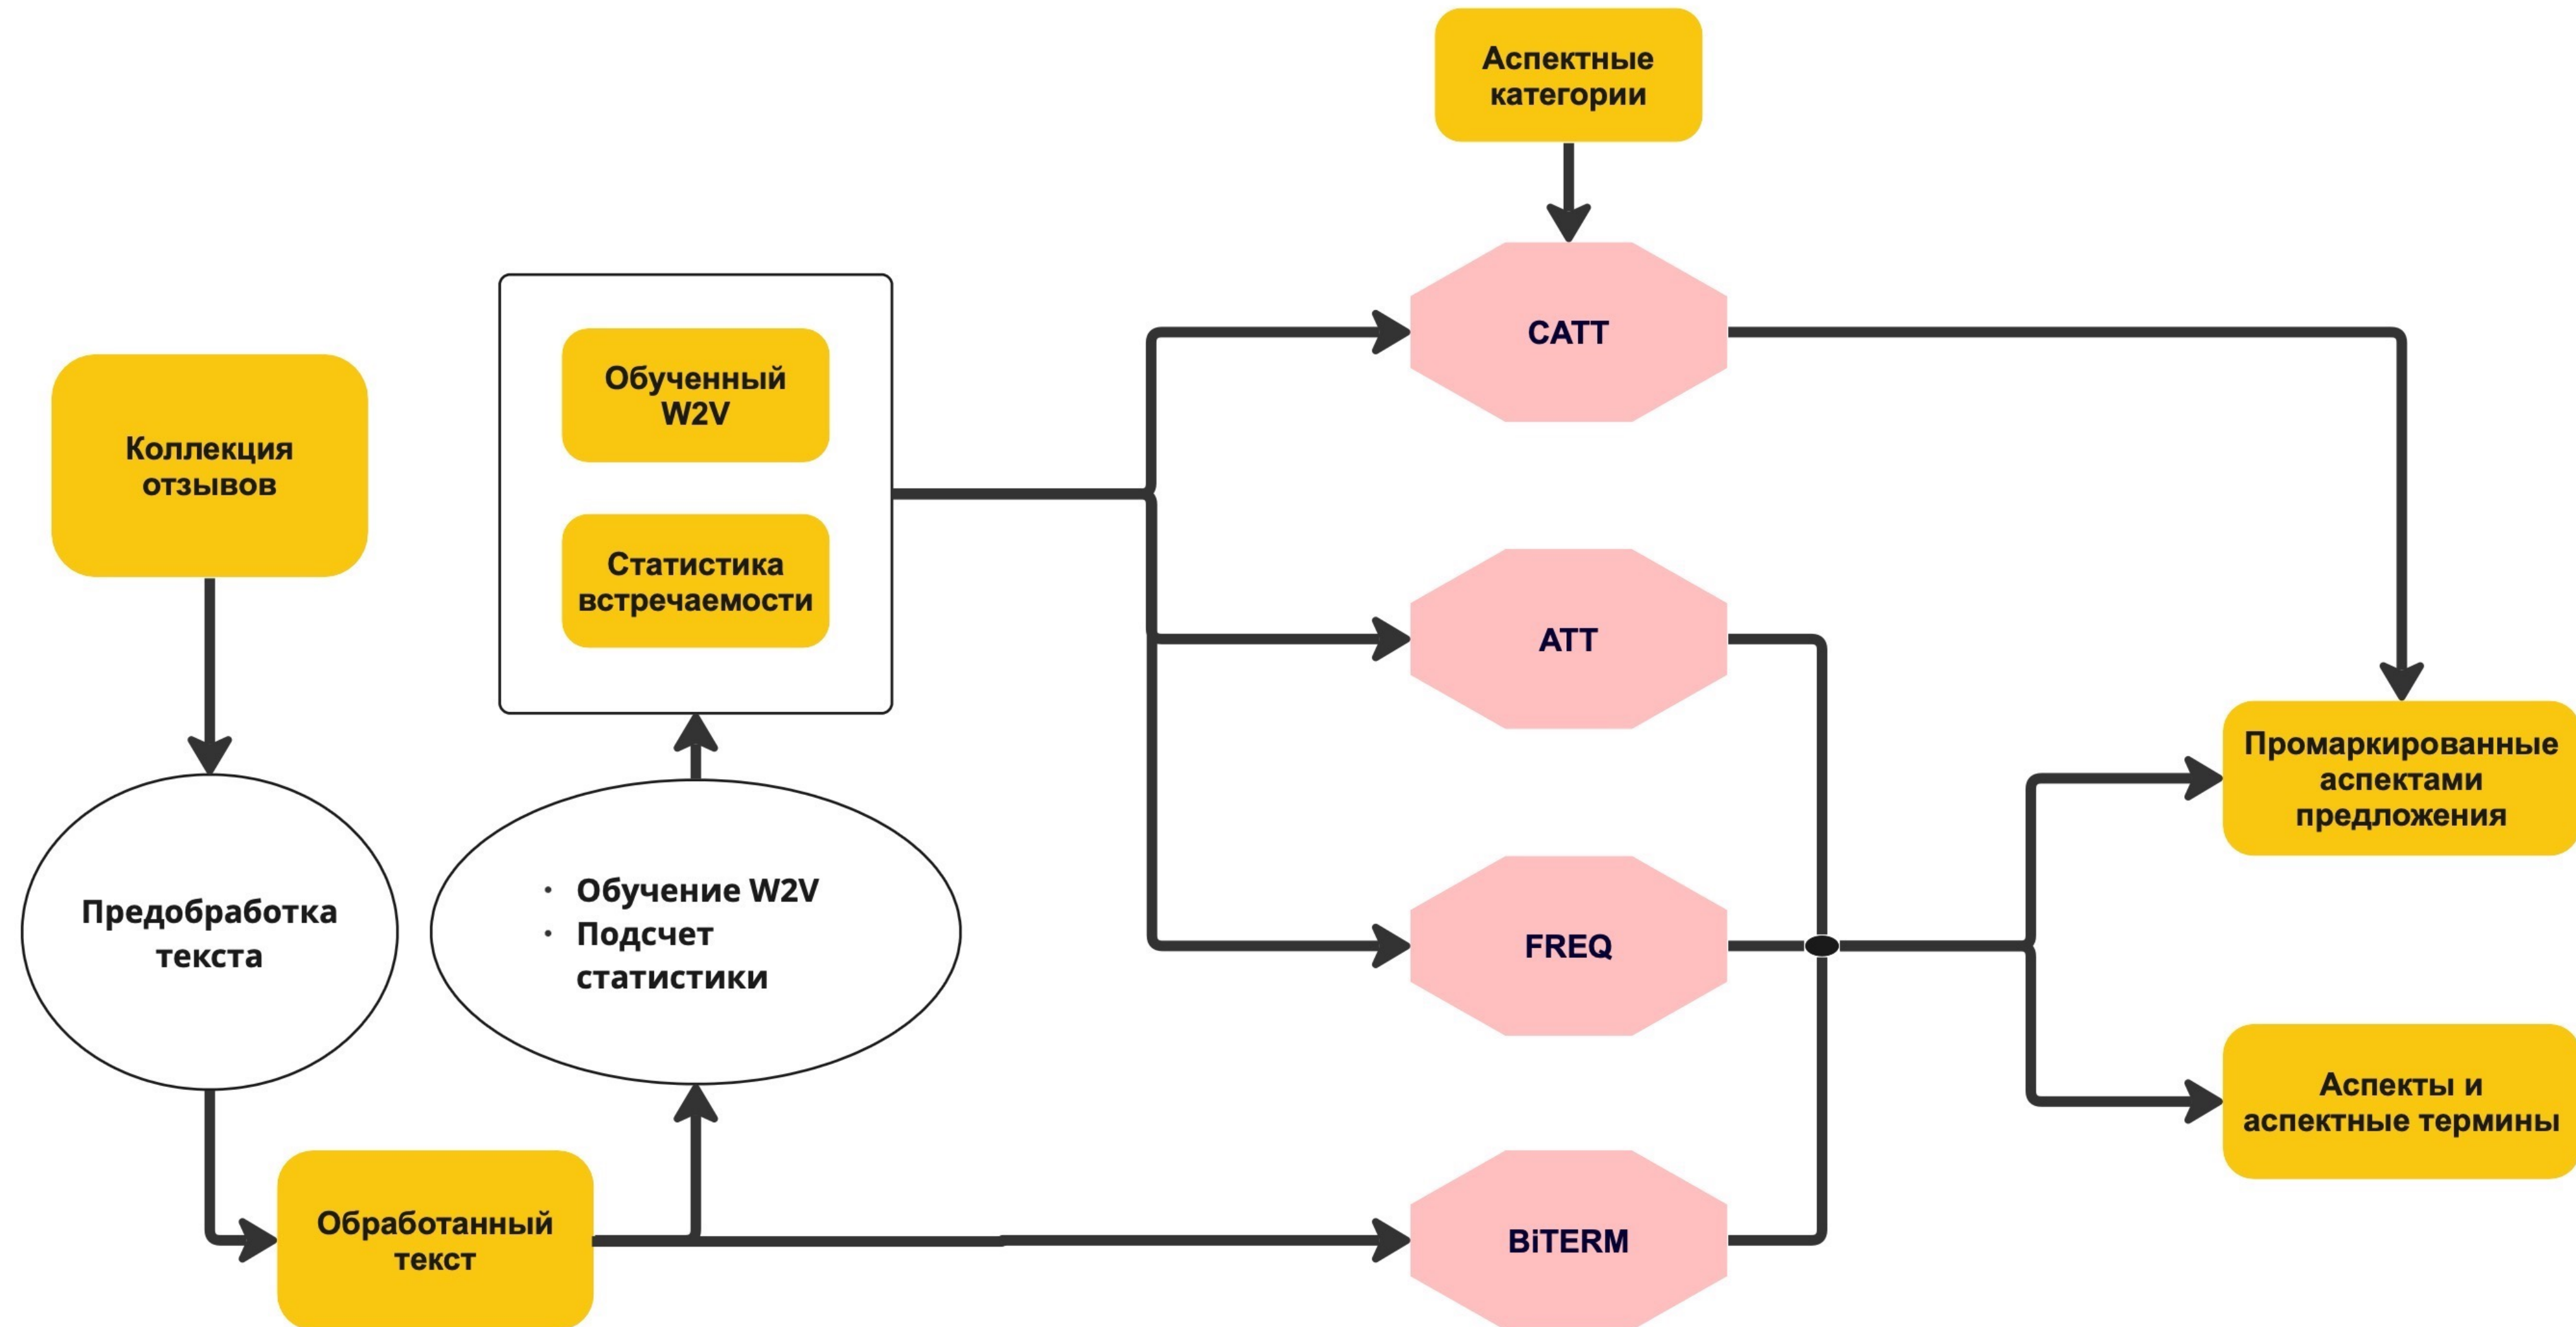 Аспектные
категории
Обученный
W2V
Статистика
встречаемости
Коллекция
отзывов
CATT
ATT
FREQ
BiTERM
Предобработка
текста
• Обучение W2V
• Подсчет
статистики
Обработанный
текст
Промаркированные
аспектами
предложения
Аспекты и
аспектные термины